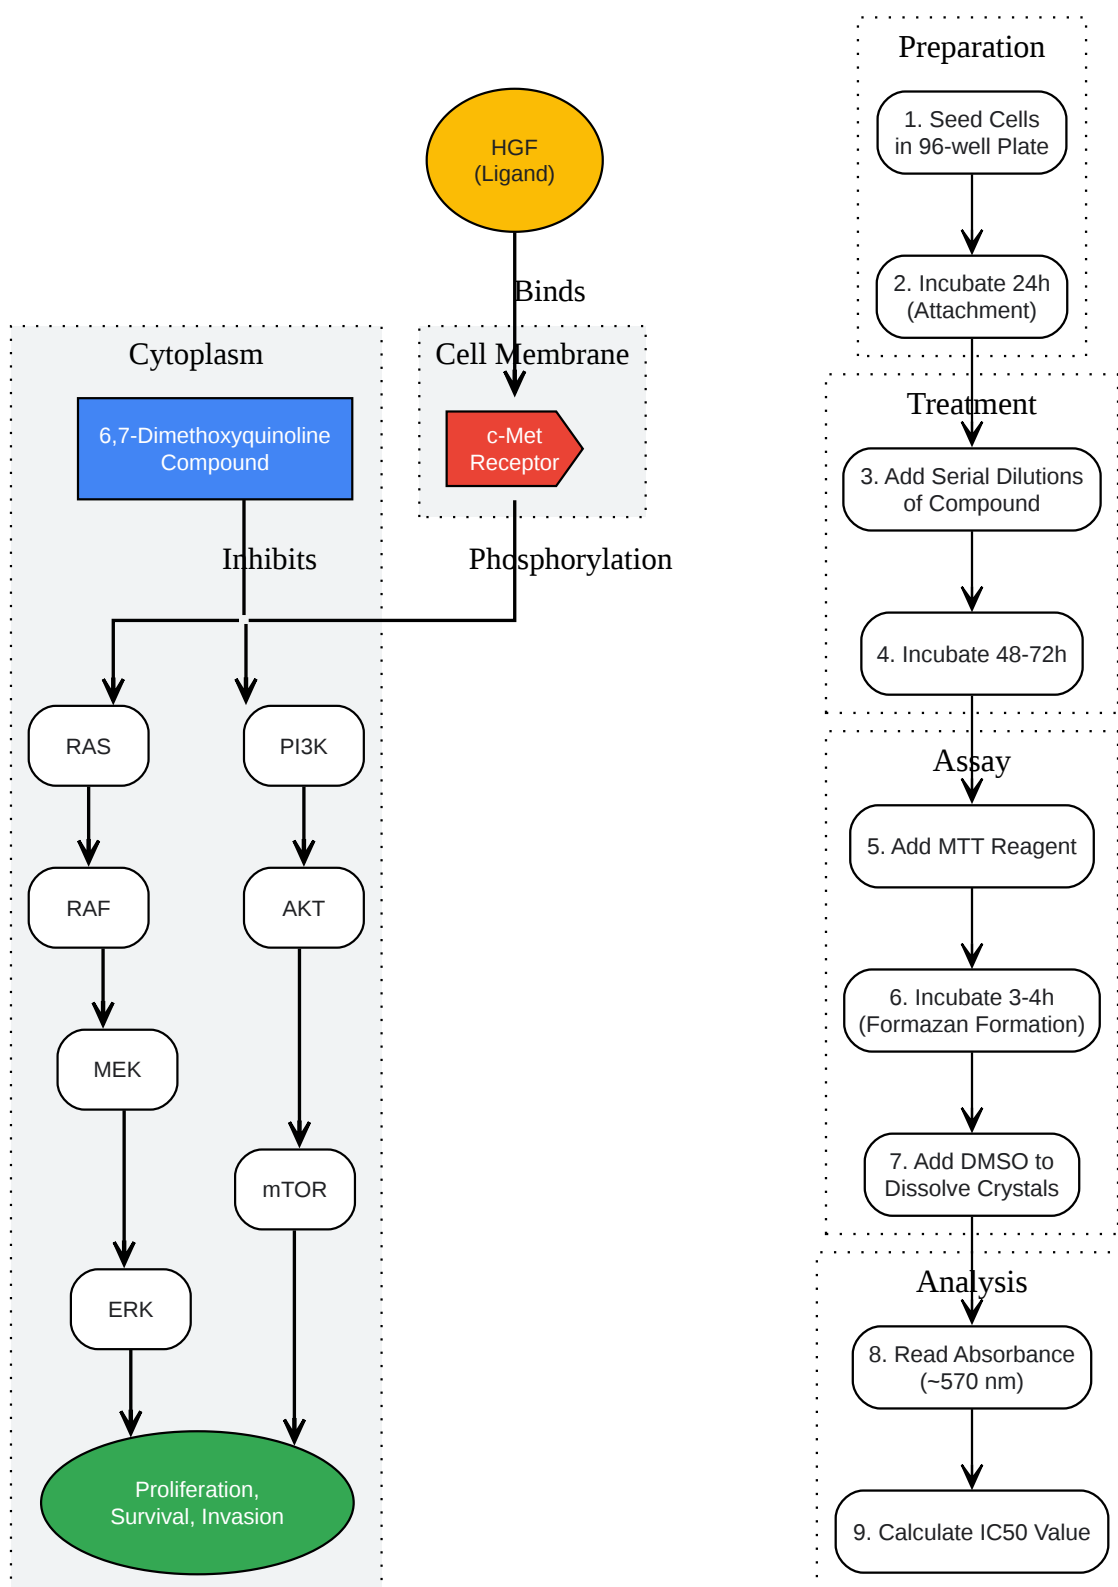 HGF
(Ligand)
Binds
Cytoplasm
Cell Membrane
6,7-Dimethoxyquinoline
Compound
c-Met
Receptor
Inhibits
Phosphorylation
RAS
PI3K
RAF
AKT
MEK
mTOR
ERK
Proliferation,
Survival, Invasion
Preparation
1. Seed Cells
in 96-well Plate
2. Incubate 24h
(Attachment)
Treatment
3. Add Serial Dilutions
of Compound
4. Incubate 48-72h
Assay
5. Add MTT Reagent
6. Incubate 3-4h
(Formazan Formation)
7. Add DMSO to
Dissolve Crystals
Analysis
8. Read Absorbance
(~570 nm)
9. Calculate IC50 Value